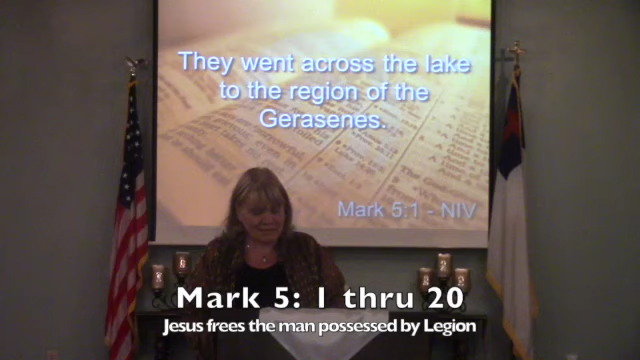 They went across the lake
to the region of the
Gerasenes.
Mark 5:1 - NIV
Mark 5: 1 thru 20
Jesus frees the man possessed by Legion